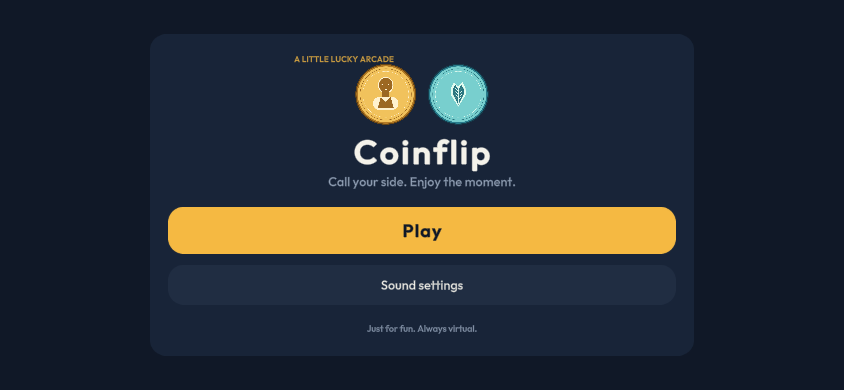 A LITTLE LUCKY ARCADE
Coinflip
Call your side. Enjoy the moment.
Play
Sound settings
Just for fun. Always virtual.